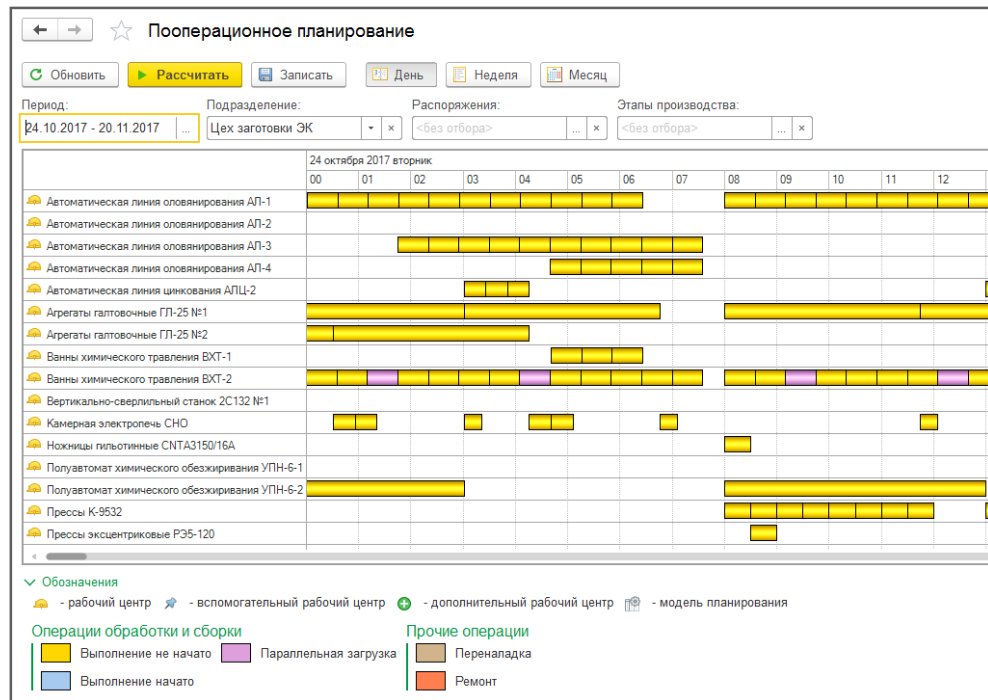 Пооперационное планирование
Обновить Рассчитать Записать День Неделя Месяц
Период: Подразделение: Распоряжения: Этапы производства:
24.10.2017 - 20.11.2017 ... Цех заготовки ЭК <без отбора> ... <без отбора> ...
24 октября 2017 вторник
00 01 02 03 04 05 06 07 08 09 10 11 12
Автоматическая линия оловянирования АЛ-1
Автоматическая линия оловянирования АЛ-2
Автоматическая линия оловянирования АЛ-3
Автоматическая линия оловянирования АЛ-4
Автоматическая линия цинкования АЛЦ-2
Агрегаты галтовочные ГЛ-25 №1
Агрегаты галтовочные ГЛ-25 №2
Ванны химического травления ВХТ-1
Ванны химического травления ВХТ-2
Вертикально-сверлильный станок 2С132 №1
Камерная электропечь СНО
Ножницы гильотинные CNTA3150/16А
Полуавтомат химического обезжиривания УПН-6-1
Полуавтомат химического обезжиривания УПН-6-2
Прессы К-9532
Прессы эксцентриковые РЭ5-120
Обозначения
- рабочий центр - вспомогательный рабочий центр - дополнительный рабочий центр - модель планирования
Операции обработки и сборки Прочие операции
Выполнение не начато Параллельная загрузка Переналадка
Выполнение начато Ремонт